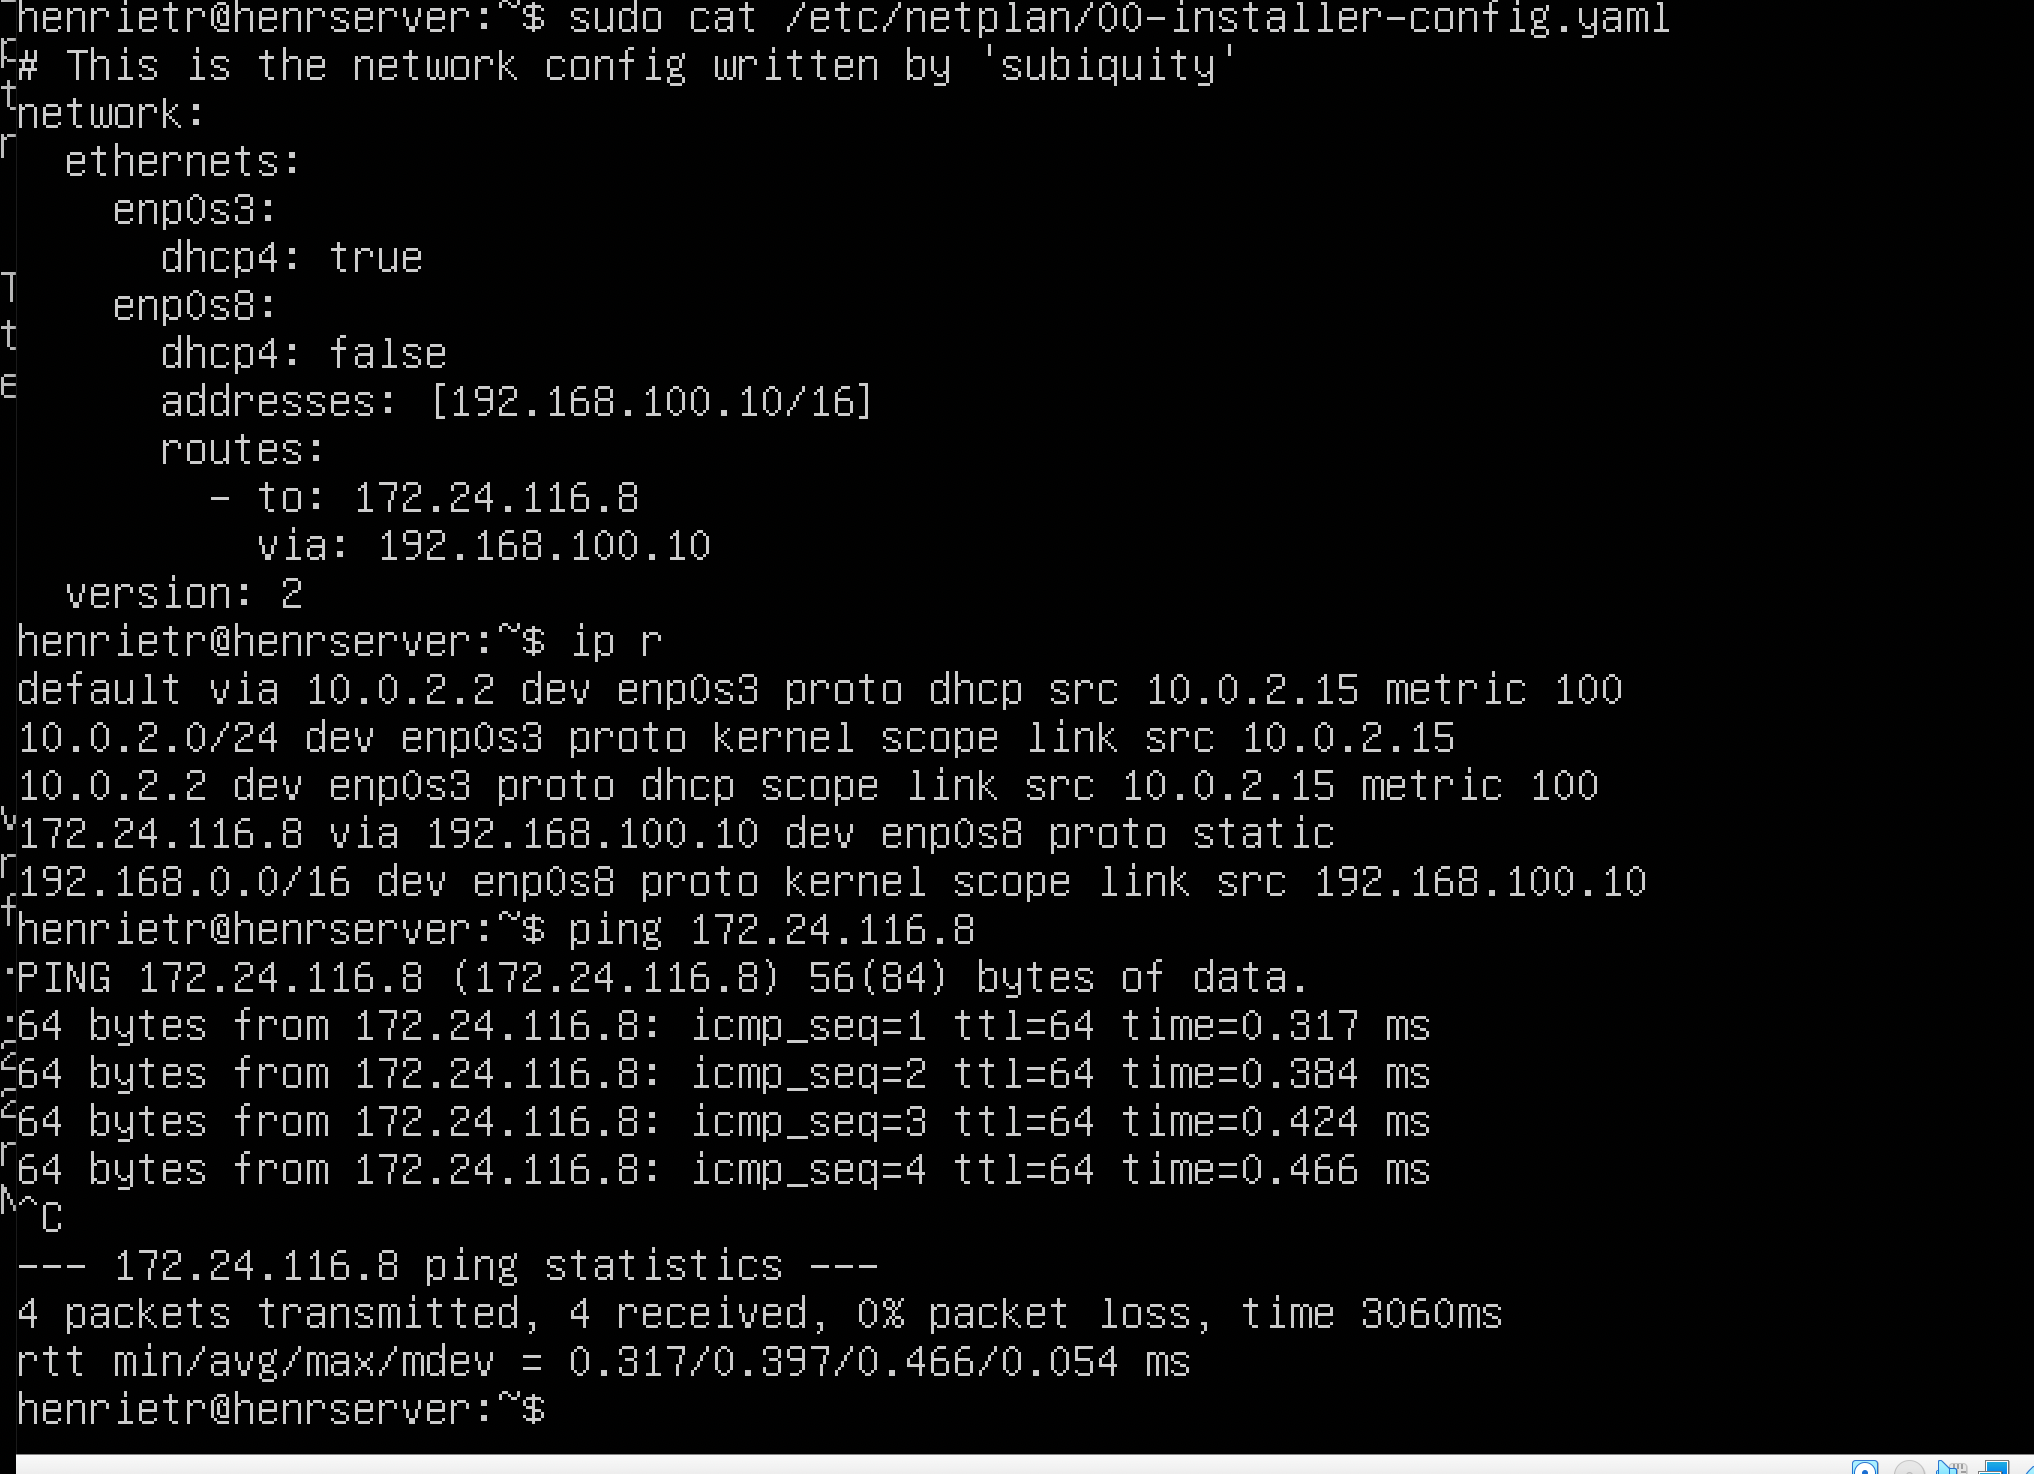 henrietr@henrserver:~$ sudo cat /etc/netplan/00-installer-config.yaml
# This is the network config written by 'subiquity'
network:
  ethernets:
    enp0s3:
      dhcp4: true
    enp0s8:
      dhcp4: false
      addresses: [192.168.100.10/16]
      routes:
        - to: 172.24.116.8
          via: 192.168.100.10
  version: 2
henrietr@henrserver:~$ ip r
default via 10.0.2.2 dev enp0s3 proto dhcp src 10.0.2.15 metric 100
10.0.2.0/24 dev enp0s3 proto kernel scope link src 10.0.2.15
10.0.2.2 dev enp0s3 proto dhcp scope link src 10.0.2.15 metric 100
172.24.116.8 via 192.168.100.10 dev enp0s8 proto static
192.168.0.0/16 dev enp0s8 proto kernel scope link src 192.168.100.10
henrietr@henrserver:~$ ping 172.24.116.8
PING 172.24.116.8 (172.24.116.8) 56(84) bytes of data.
64 bytes from 172.24.116.8: icmp_seq=1 ttl=64 time=0.317 ms
64 bytes from 172.24.116.8: icmp_seq=2 ttl=64 time=0.384 ms
64 bytes from 172.24.116.8: icmp_seq=3 ttl=64 time=0.424 ms
64 bytes from 172.24.116.8: icmp_seq=4 ttl=64 time=0.466 ms
^C
--- 172.24.116.8 ping statistics ---
4 packets transmitted, 4 received, 0% packet loss, time 3060ms
rtt min/avg/max/mdev = 0.317/0.397/0.466/0.054 ms
henrietr@henrserver:~$